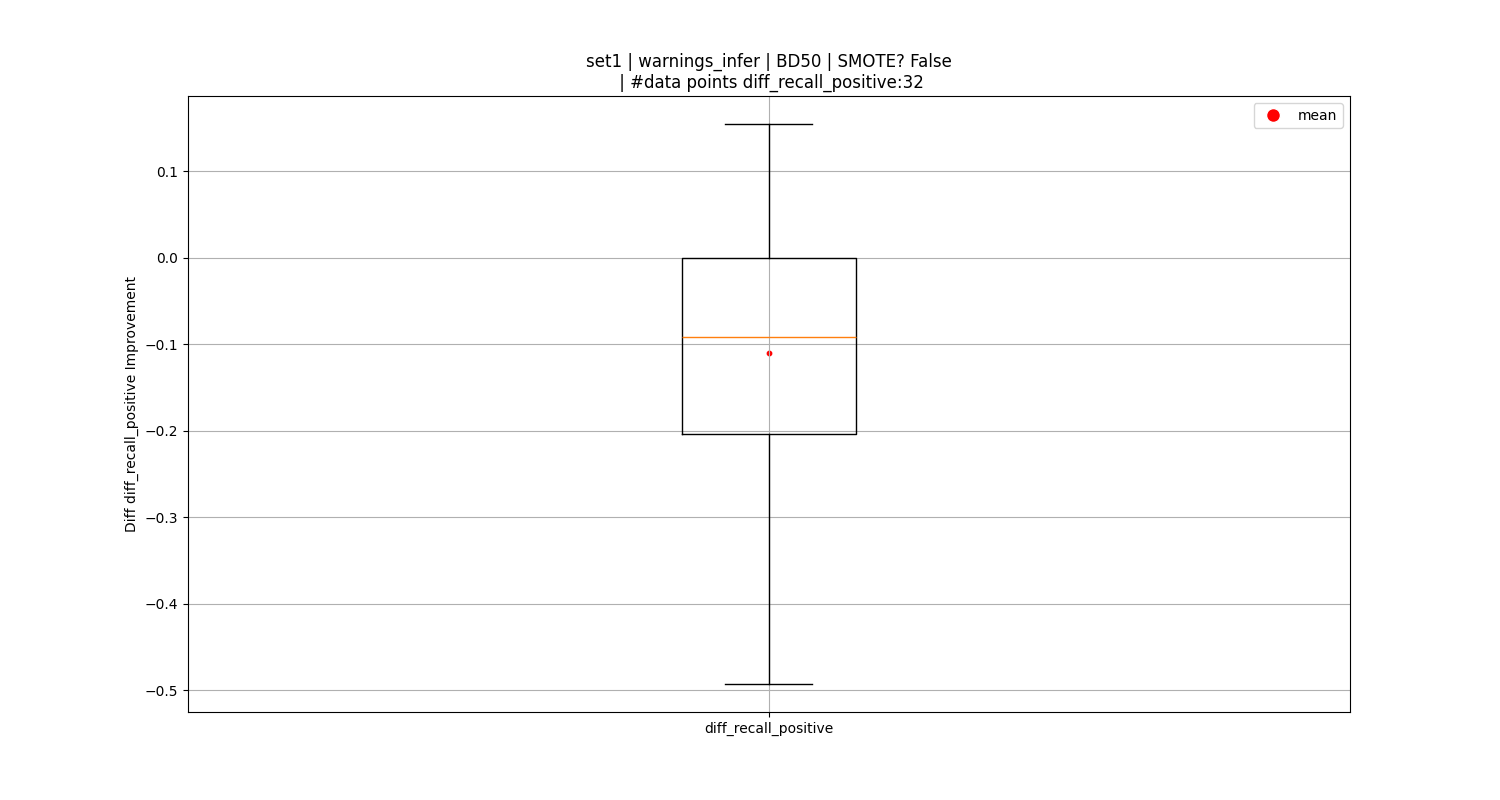 set1 | warnings_infer | BD50 | SMOTE? False
| #data points diff_recall_positive:32
mean
0.1
0.0
−0.1
−0.2
−0.3
−0.4
−0.5
Diff diff_recall_positive Improvement
diff_recall_positive